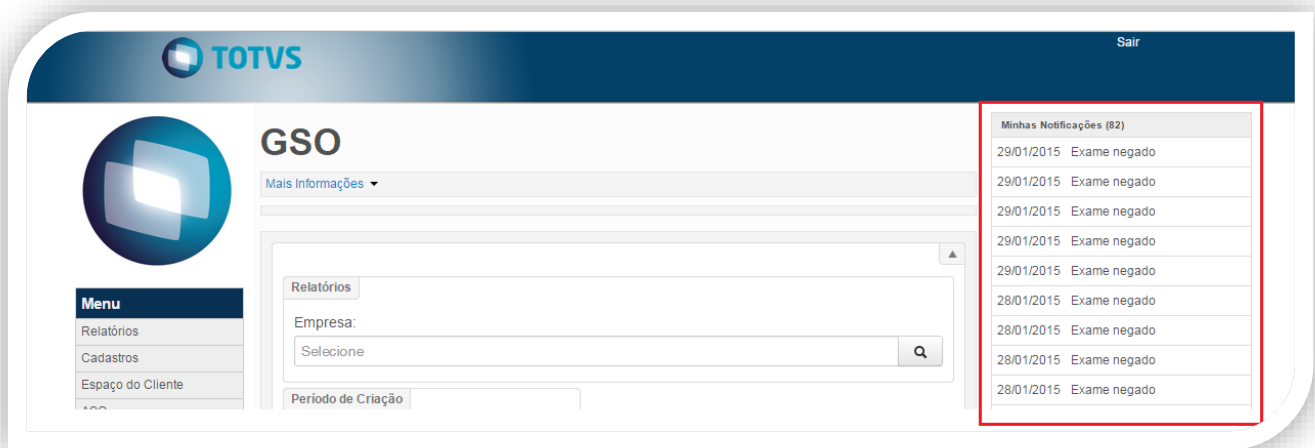 TOTVS
Sair
GSO
Mais Informações
Menu
Relatórios
Cadastros
Espaço do Cliente
Relatórios
Empresa:
Selecione
Período de Criação
Minhas Notificações (82)
29/01/2015 Exame negado
29/01/2015 Exame negado
29/01/2015 Exame negado
29/01/2015 Exame negado
29/01/2015 Exame negado
28/01/2015 Exame negado
28/01/2015 Exame negado
28/01/2015 Exame negado
28/01/2015 Exame negado